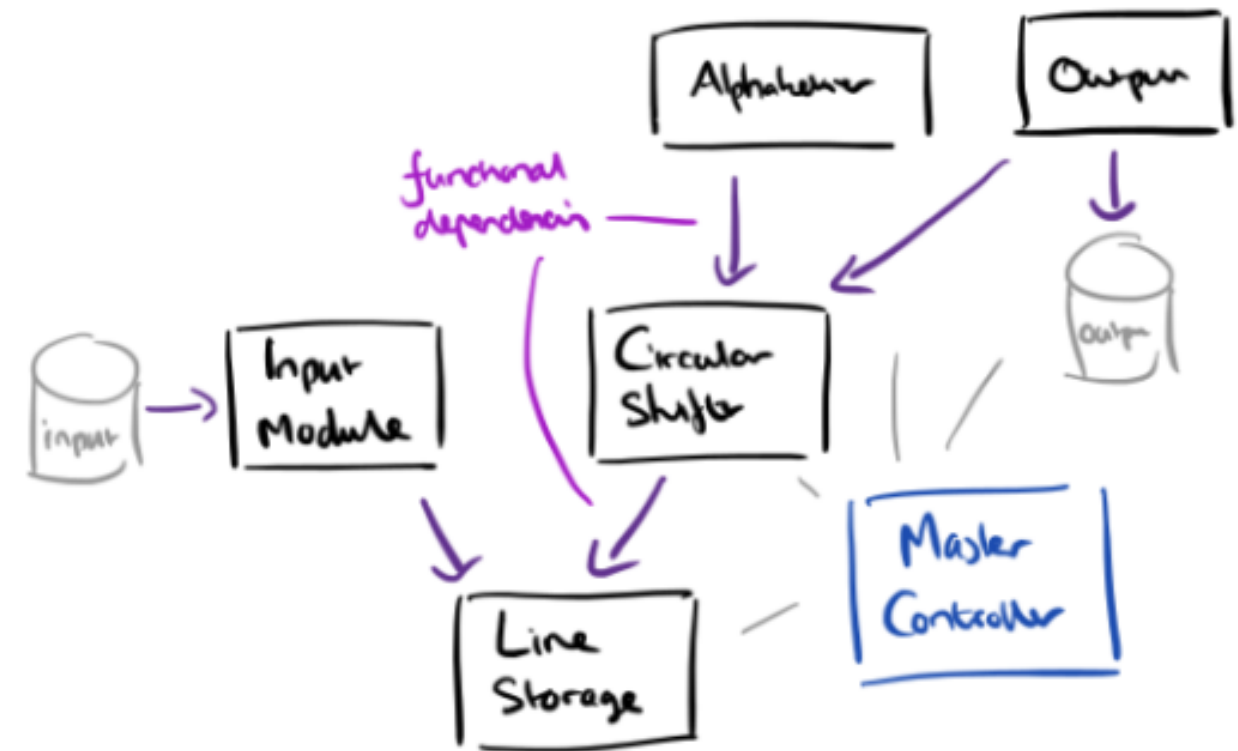 Alphabetizer
Output
functional
dependencies
Input
Module
input
Circular
Shifter
output
Master
Controller
Line
Storage